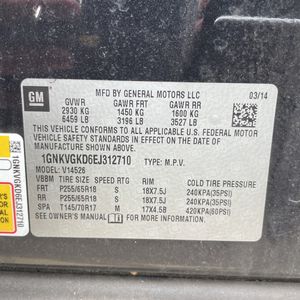 GM
MFD BY GENERAL MOTORS LLC
GVWR GAWR FRT GAWR RR 03/14
2930 KG 1450 KG 1600 KG
6459 LB 3196 LB 3527 LB
THIS VEHICLE CONFORMS TO ALL APPLICABLE U.S. FEDERAL MOTOR
VEHICLE SAFETY STANDARDS IN EFFECT ON THE DATE OF
MANUFACTURE SHOWN ABOVE.
1GNKVGKD6EJ312710 TYPE: M.P.V.
MODEL: V14526
VBBM TIRE SIZE SPEED RTG RIM COLD TIRE PRESSURE
FRT P255/65R18 S 18X7.5J 240KPA(35PSI)
RR P255/65R18 S 18X7.5J 240KPA(35PSI)
SPA T145/70R17 M 17X4.5B 420KPA(60PSI)
SEE OWNER'S MANUAL FOR MORE INFORMATION
1GNKVGKD6EJ312710